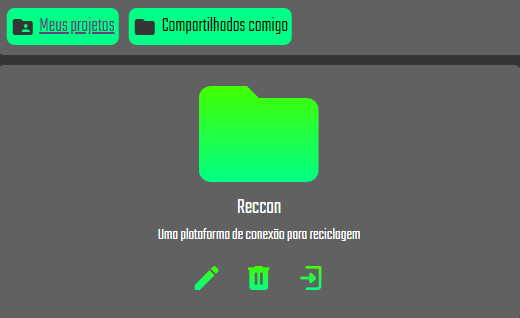 Meus projetos
Compartilhados comigo
Reccon
Uma plataforma de conexão para reciclagem